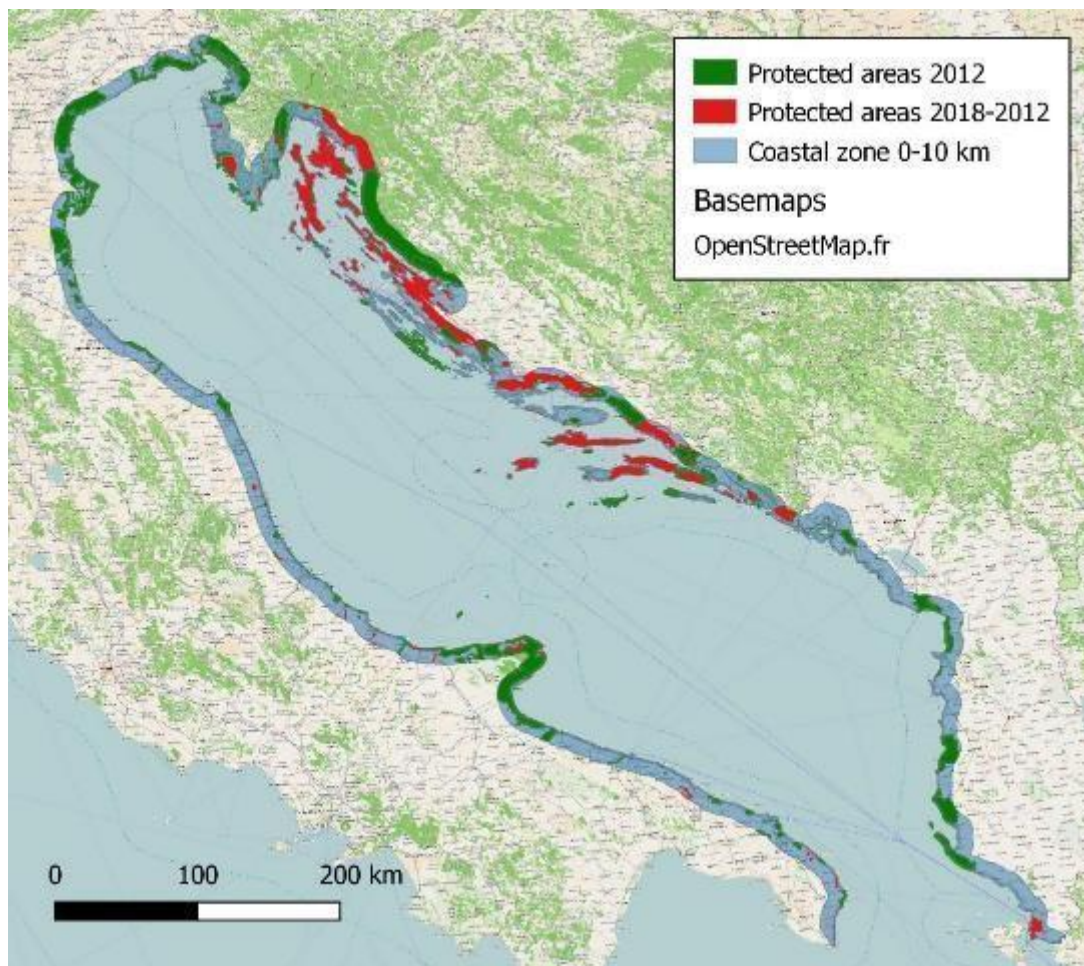 Protected areas 2012
Protected areas 2018-2012
Coastal zone 0-10 km
Basemaps
OpenStreetMap.fr
0 100 200 km